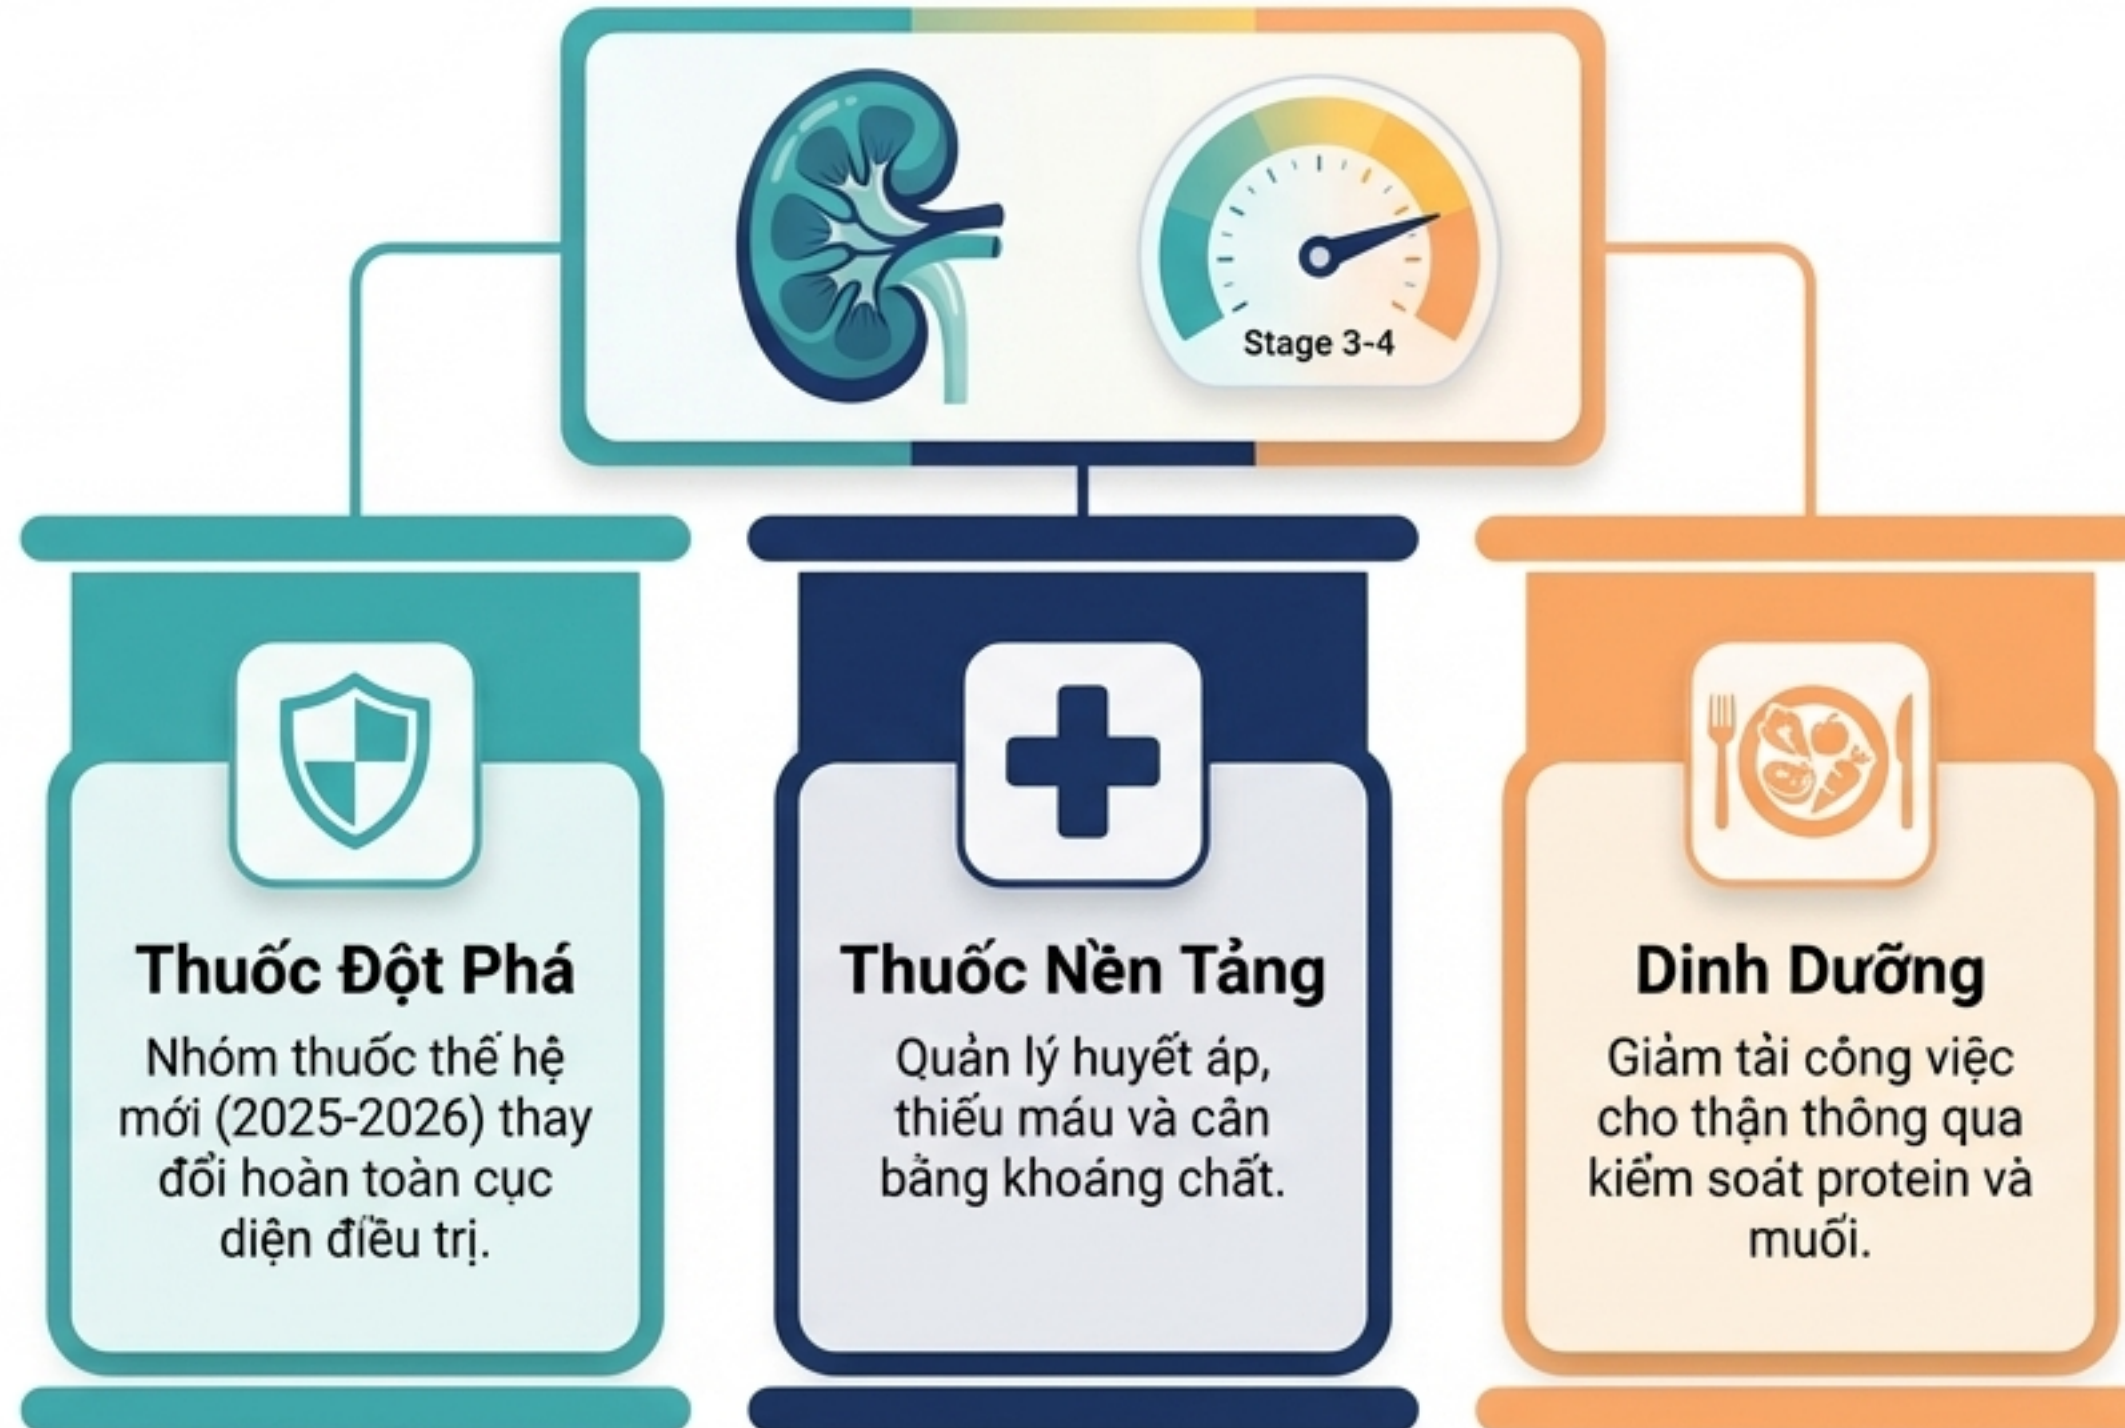 Stage 3-4
Thuốc Đột Phá
Nhóm thuốc thế hệ
mới (2025-2026) thay
đổi hoàn toàn cục
diện điều trị.
Thuốc Nền Tảng
Quản lý huyết áp,
thiếu máu và cản
bằng khoáng chất.
Dinh Dưỡng
Giảm tải công việc
cho thận thông qua
kiểm soát protein và
muối.